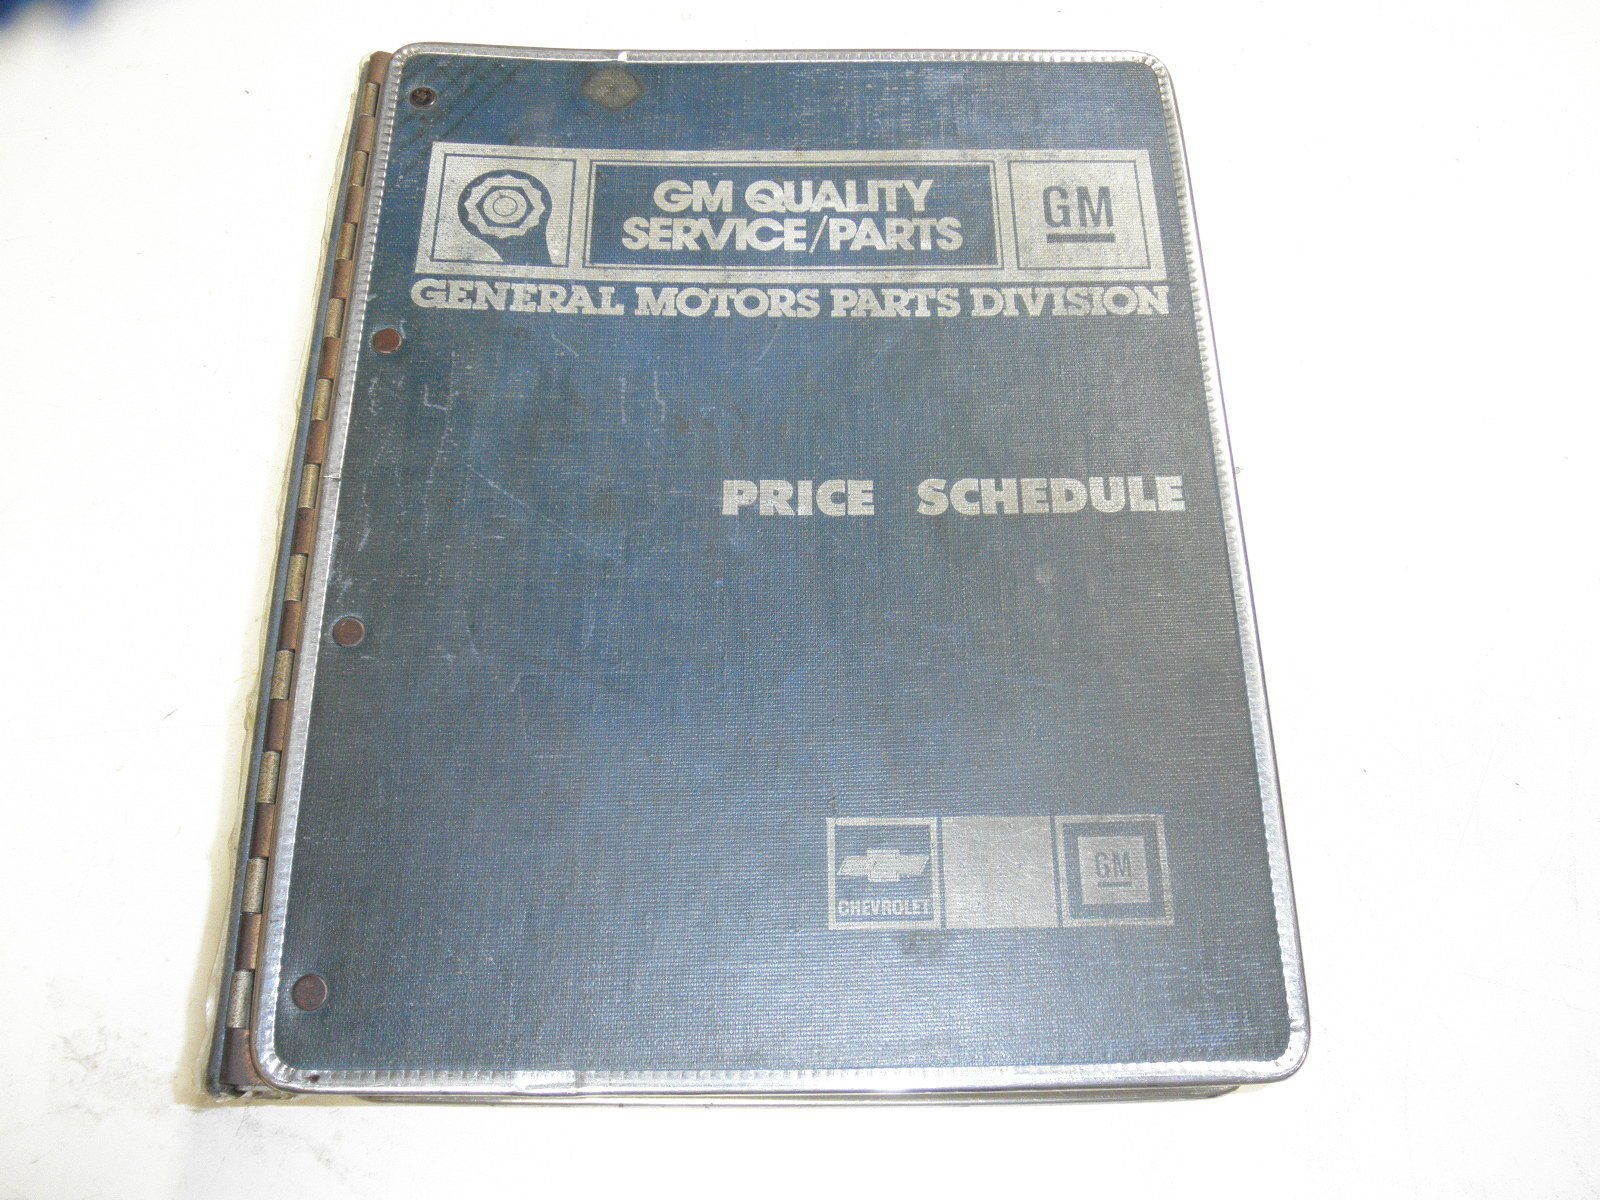 GM QUALITY
SERVICE/PARTS
GM
GENERAL MOTORS PARTS DIVISION
PRICE SCHEDULE
CHEVROLET
GM